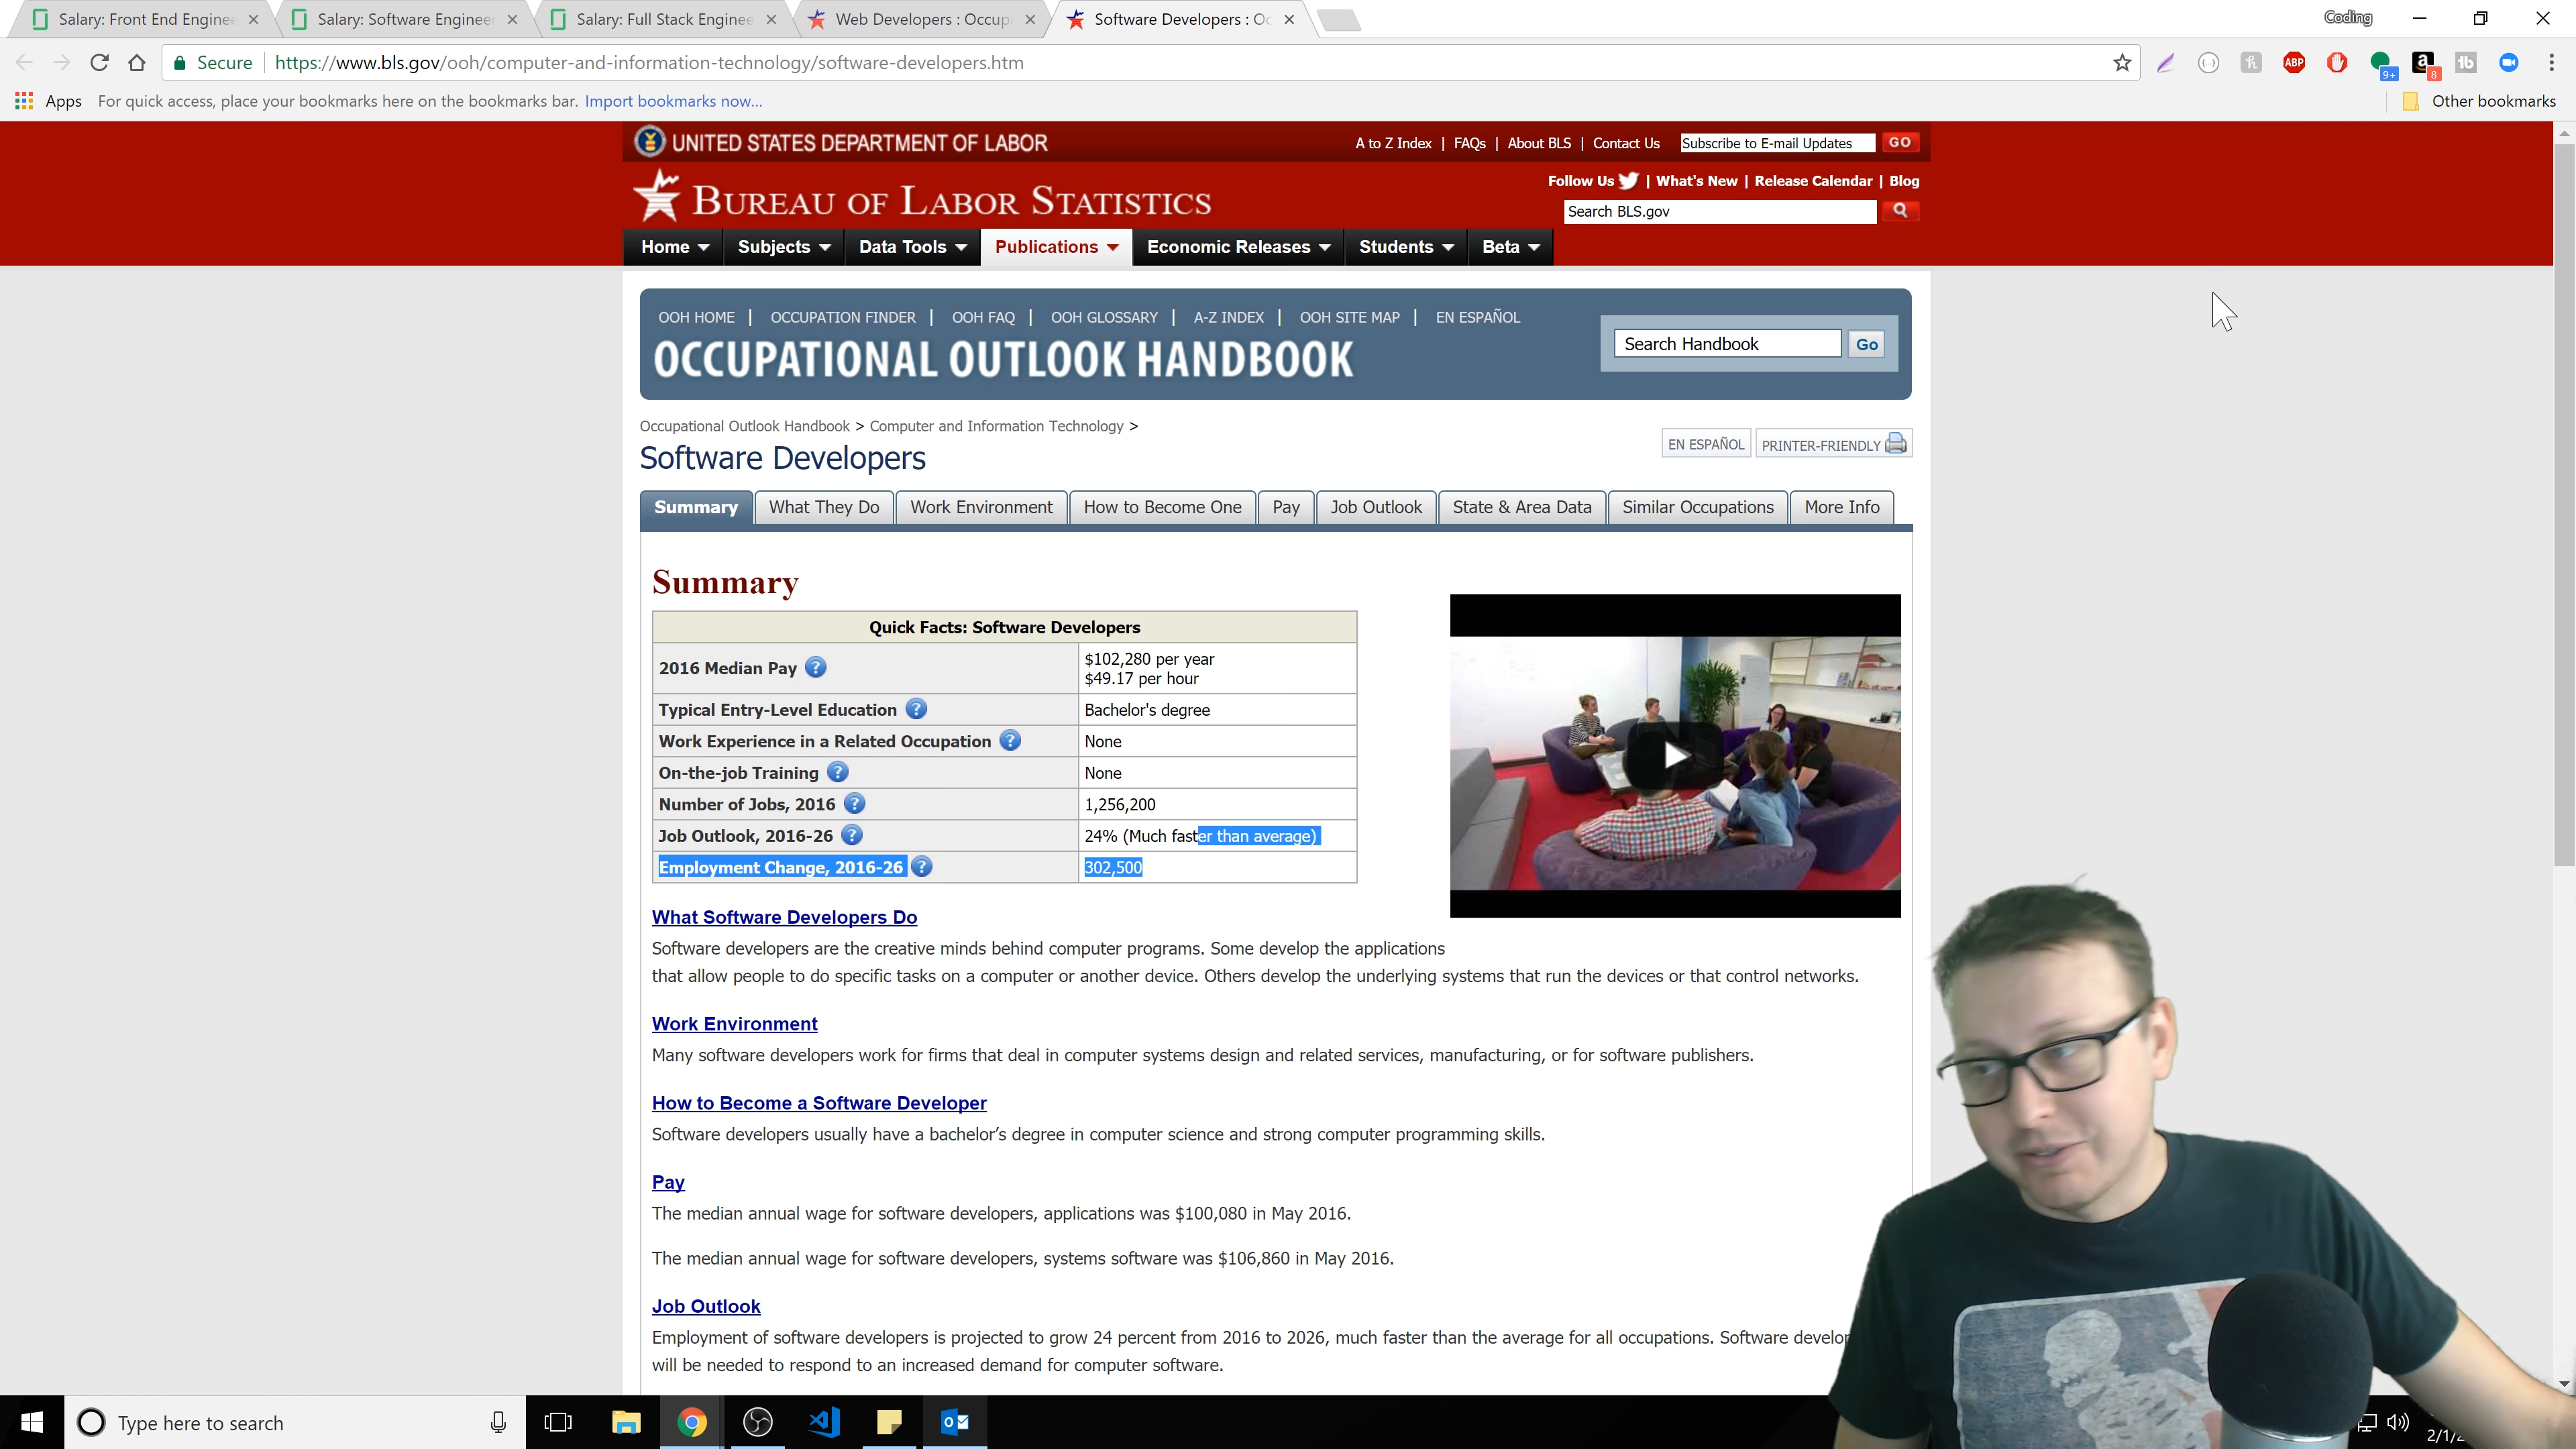 Salary: Front End Enginee
Salary: Software Enginee
Salary: Full Stack Enginee
Web Developers : Occup
Software Developers : Oc
Coding
Secure
https://www.bls.gov/ooh/computer-and-information-technology/software-developers.htm
ABP
9+
a
8
tb
Apps
For quick access, place your bookmarks here on the bookmarks bar. Import bookmarks now...
Other bookmarks
UNITED STATES DEPARTMENT OF LABOR
A to Z Index | FAQs | About BLS | Contact Us
Subscribe to E-mail Updates
GO
BUREAU OF LABOR STATISTICS
Follow Us | What's New | Release Calendar | Blog
Search BLS.gov
Home
Subjects
Data Tools
Publications
Economic Releases
Students
Beta
OOH HOME | OCCUPATION FINDER | OOH FAQ | OOH GLOSSARY | A-Z INDEX | OOH SITE MAP | EN ESPAÑOL
OCCUPATIONAL OUTLOOK HANDBOOK
Search Handbook
Go
Occupational Outlook Handbook > Computer and Information Technology >
Software Developers
EN ESPAÑOL
PRINTER-FRIENDLY
Summary
What They Do
Work Environment
How to Become One
Pay
Job Outlook
State & Area Data
Similar Occupations
More Info
Summary
Quick Facts: Software Developers
2016 Median Pay
$102,280 per year
$49.17 per hour
Typical Entry-Level Education
Bachelor's degree
Work Experience in a Related Occupation
None
On-the-job Training
None
Number of Jobs, 2016
1,256,200
Job Outlook, 2016-26
24% (Much faster than average)
Employment Change, 2016-26
302,500
What Software Developers Do
Software developers are the creative minds behind computer programs. Some develop the applications
that allow people to do specific tasks on a computer or another device. Others develop the underlying systems that run the devices or that control networks.
Work Environment
Many software developers work for firms that deal in computer systems design and related services, manufacturing, or for software publishers.
How to Become a Software Developer
Software developers usually have a bachelor’s degree in computer science and strong computer programming skills.
Pay
The median annual wage for software developers, applications was $100,080 in May 2016.
The median annual wage for software developers, systems software was $106,860 in May 2016.
Job Outlook
Employment of software developers is projected to grow 24 percent from 2016 to 2026, much faster than the average for all occupations. Software develop
will be needed to respond to an increased demand for computer software.
Type here to search
2/1/2